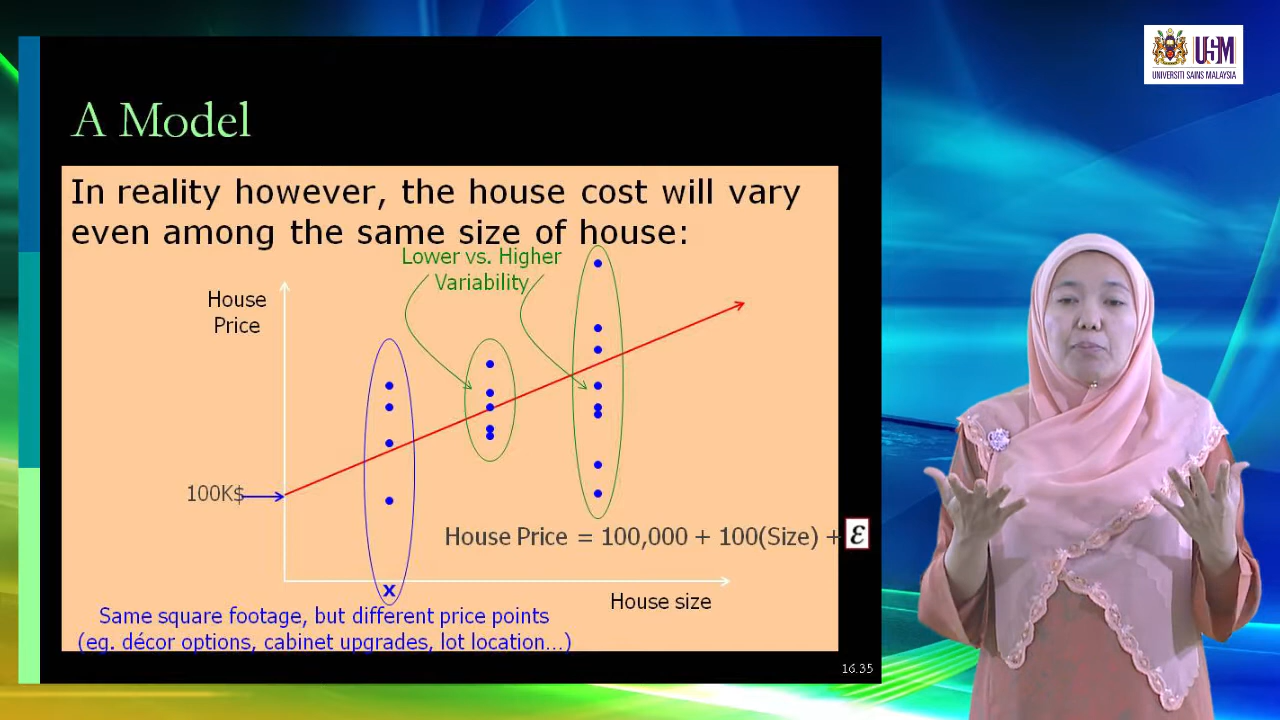 USM
UNIVERSITI SAINS MALAYSIA
A Model
In reality however, the house cost will vary
even among the same size of house:
Lower vs. Higher
Variability
House
Price
100K$
House Price = 100,000 + 100(Size) + ε
x
House size
Same square footage, but different price points
(eg. décor options, cabinet upgrades, lot location...)
16.35